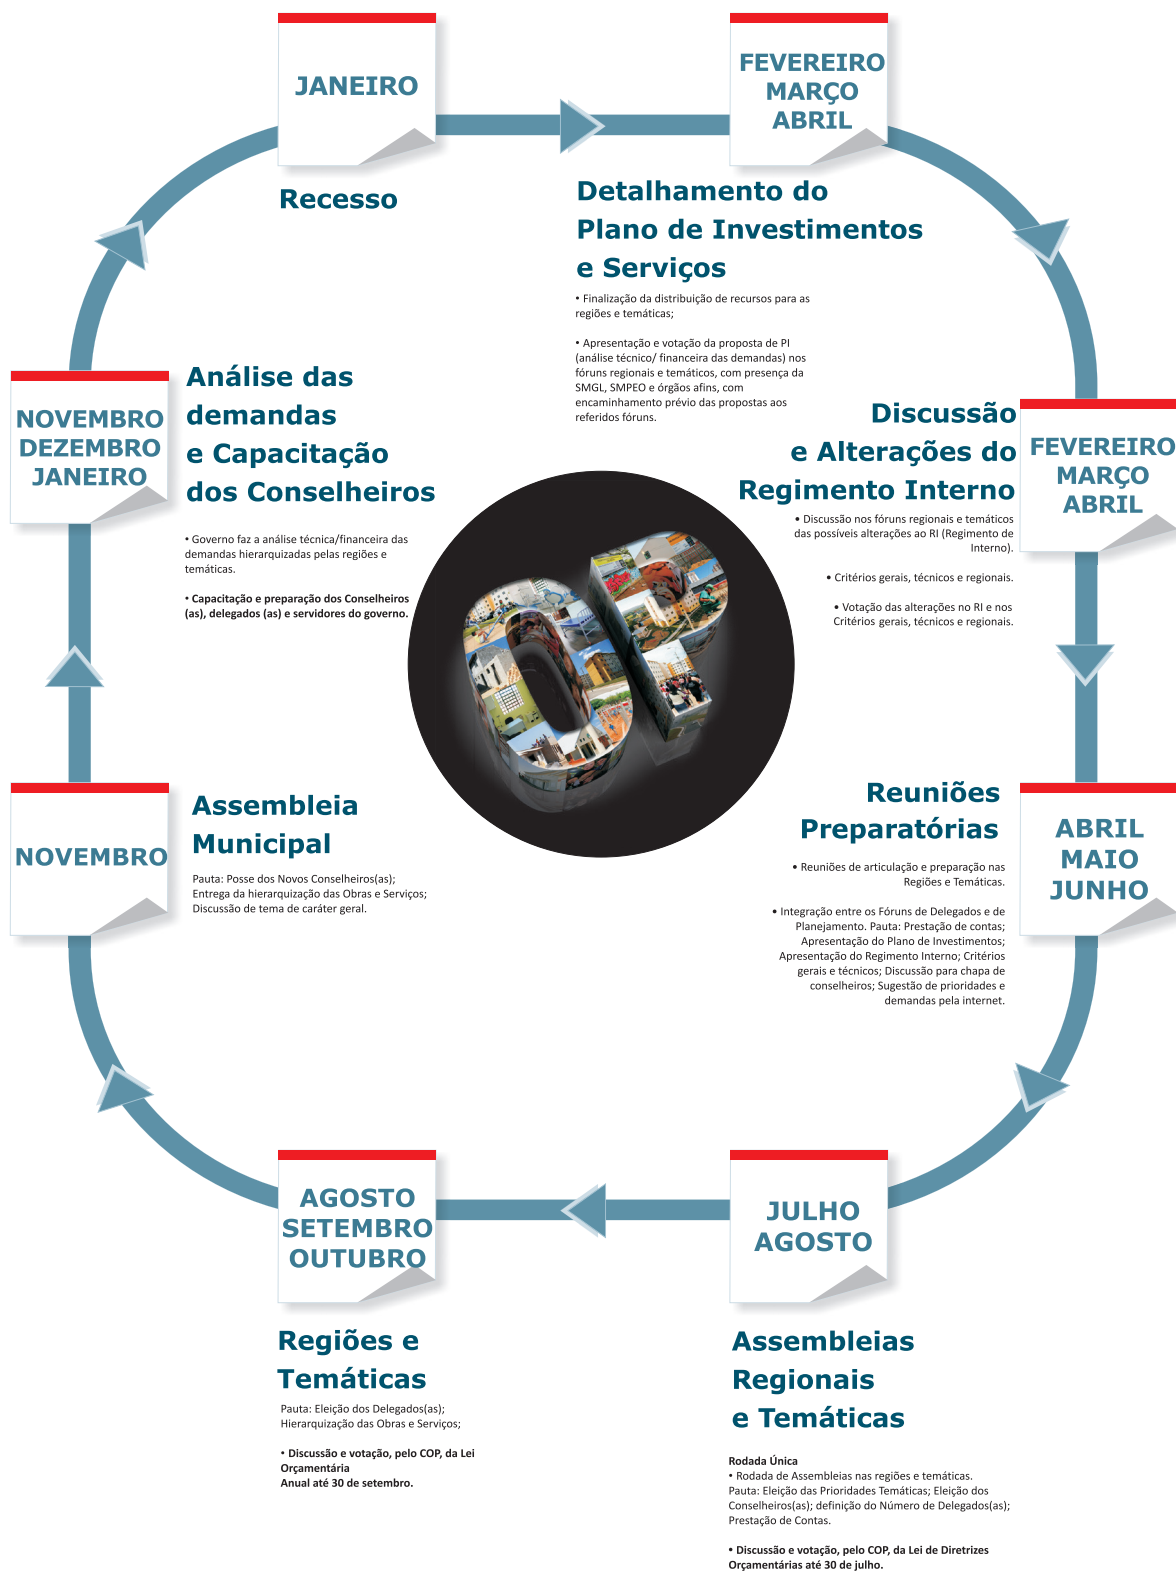 JANEIRO
Recesso
FEVEREIRO
MARÇO
ABRIL
Detalhamento do
Plano de Investimentos
e Serviços
• Finalização da distribuição de recursos para as
regiões e temáticas;
• Apresentação e votação da proposta de PI
(análise técnico/ financeira das demandas) nos
fóruns regionais e temáticos, com presença da
SMGL, SMPEO e órgãos afins, com
encaminhamento prévio das propostas aos
referidos fóruns.
FEVEREIRO
MARÇO
ABRIL
Discussão
e Alterações do
Regimento Interno
• Discussão nos fóruns regionais e temáticos
das possíveis alterações ao RI (Regimento de
Interno).
• Critérios gerais, técnicos e regionais.
• Votação das alterações no RI e nos
Critérios gerais, técnicos e regionais.
ABRIL
MAIO
JUNHO
Reuniões
Preparatórias
• Reuniões de articulação e preparação nas
Regiões e Temáticas.
• Integração entre os Fóruns de Delegados e de
Planejamento. Pauta: Prestação de contas;
Apresentação do Plano de Investimentos;
Apresentação do Regimento Interno; Critérios
gerais e técnicos; Discussão para chapa de
conselheiros; Sugestão de prioridades e
demandas pela internet.
JULHO
AGOSTO
Assembleias
Regionais
e Temáticas
Rodada Única
• Rodada de Assembleias nas regiões e temáticas.
Pauta: Eleição das Prioridades Temáticas; Eleição dos
Conselheiros(as); definição do Número de Delegados(as);
Prestação de Contas.
• Discussão e votação, pelo COP, da Lei de Diretrizes
Orçamentárias até 30 de julho.
AGOSTO
SETEMBRO
OUTUBRO
Regiões e
Temáticas
Pauta: Eleição dos Delegados(as);
Hierarquização das Obras e Serviços;
• Discussão e votação, pelo COP, da Lei
Orçamentária
Anual até 30 de setembro.
NOVEMBRO
Assembleia
Municipal
Pauta: Posse dos Novos Conselheiros(as);
Entrega da hierarquização das Obras e Serviços;
Discussão de tema de caráter geral.
NOVEMBRO
DEZEMBRO
JANEIRO
Análise das
demandas
e Capacitação
dos Conselheiros
• Governo faz a análise técnica/financeira das
demandas hierarquizadas pelas regiões e
temáticas.
• Capacitação e preparação dos Conselheiros
(as), delegados (as) e servidores do governo.
OP